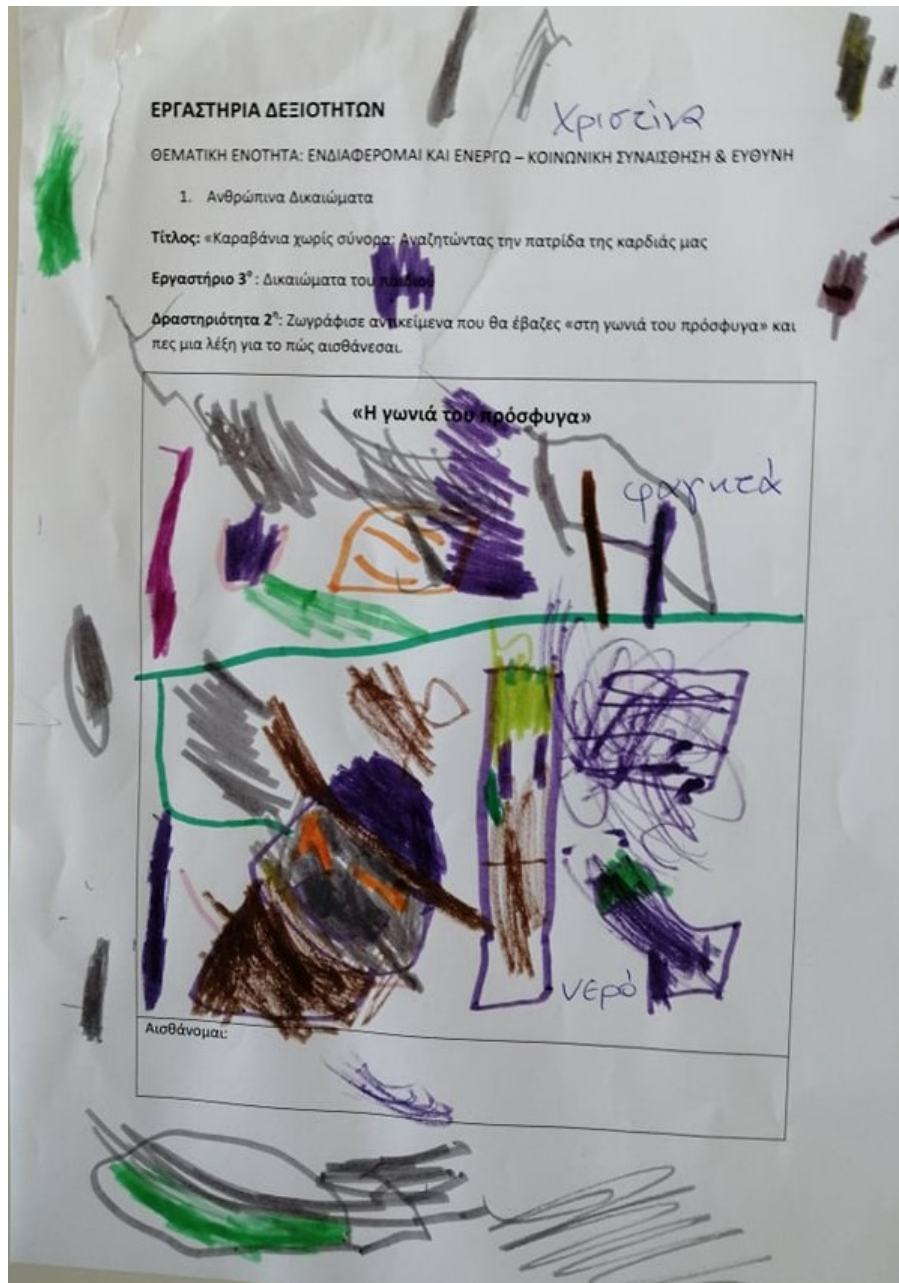 ΕΡΓΑΣΤΗΡΙΑ ΔΕΞΙΟΤΗΤΩΝ
Χριστίνα
ΘΕΜΑΤΙΚΗ ΕΝΟΤΗΤΑ: ΕΝΔΙΑΦΕΡΟΜΑΙ ΚΑΙ ΕΝΕΡΓΩ – ΚΟΙΝΩΝΙΚΗ ΣΥΝΑΙΣΘΗΣΗ & ΕΥΘΥΝΗ
1. Ανθρώπινα Δικαιώματα
Τίτλος: «Καραβάνια χωρίς σύνορα: Αναζητώντας την πατρίδα της καρδιάς μας
Εργαστήριο 3ο : Δικαιώματα του παιδιού
Δραστηριότητα 2η: Ζωγράφισε αντικείμενα που θα έβαζες «στη γωνιά του πρόσφυγα» και
πες μια λέξη για το πώς αισθάνεσαι.
«Η γωνιά του πρόσφυγα»
φαγητά
νερό
Αισθάνομαι: